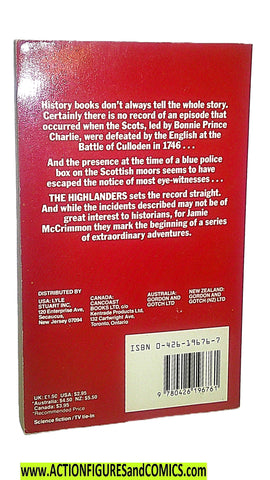 History books don't always tell the whole story.
Certainly there is no record of an episode that
occurred when the Scots, led by Bonnie Prince
Charlie, were defeated by the English at the
Battle of Culloden in 1746 . . .
And the presence at the time of a blue police
box on the Scottish moors seems to
have escaped the notice of most eye-witnesses . . .
THE HIGHLANDERS sets the record straight.
And while the incidents described may not be of
great interest to historians, for Jamie
McCrimmon they mark the beginning of a series
of extraordinary adventures.
DISTRIBUTED BY
USA: LYLE
STUART INC,
120 Enterprise Ave,
Secaucus,
New Jersey 07094
CANADA:
CANCOAST
BOOKS LTD, c/o
Kentrade Products Ltd,
132 Cartwright Ave,
Toronto, Ontario
AUSTRALIA:
GORDON AND
GOTCH LTD
NEW ZEALAND:
GORDON AND
GOTCH (NZ) LTD
UK: £1.50 USA: $2.95
*Australia: $4.50 NZ: $5.50
Canada: $3.95
*Recommended Price
Science fiction/TV tie-in
ISBN 0-426-19676-7
9 780426 196761
www.ACTIONFIGURESandCOMICS.com